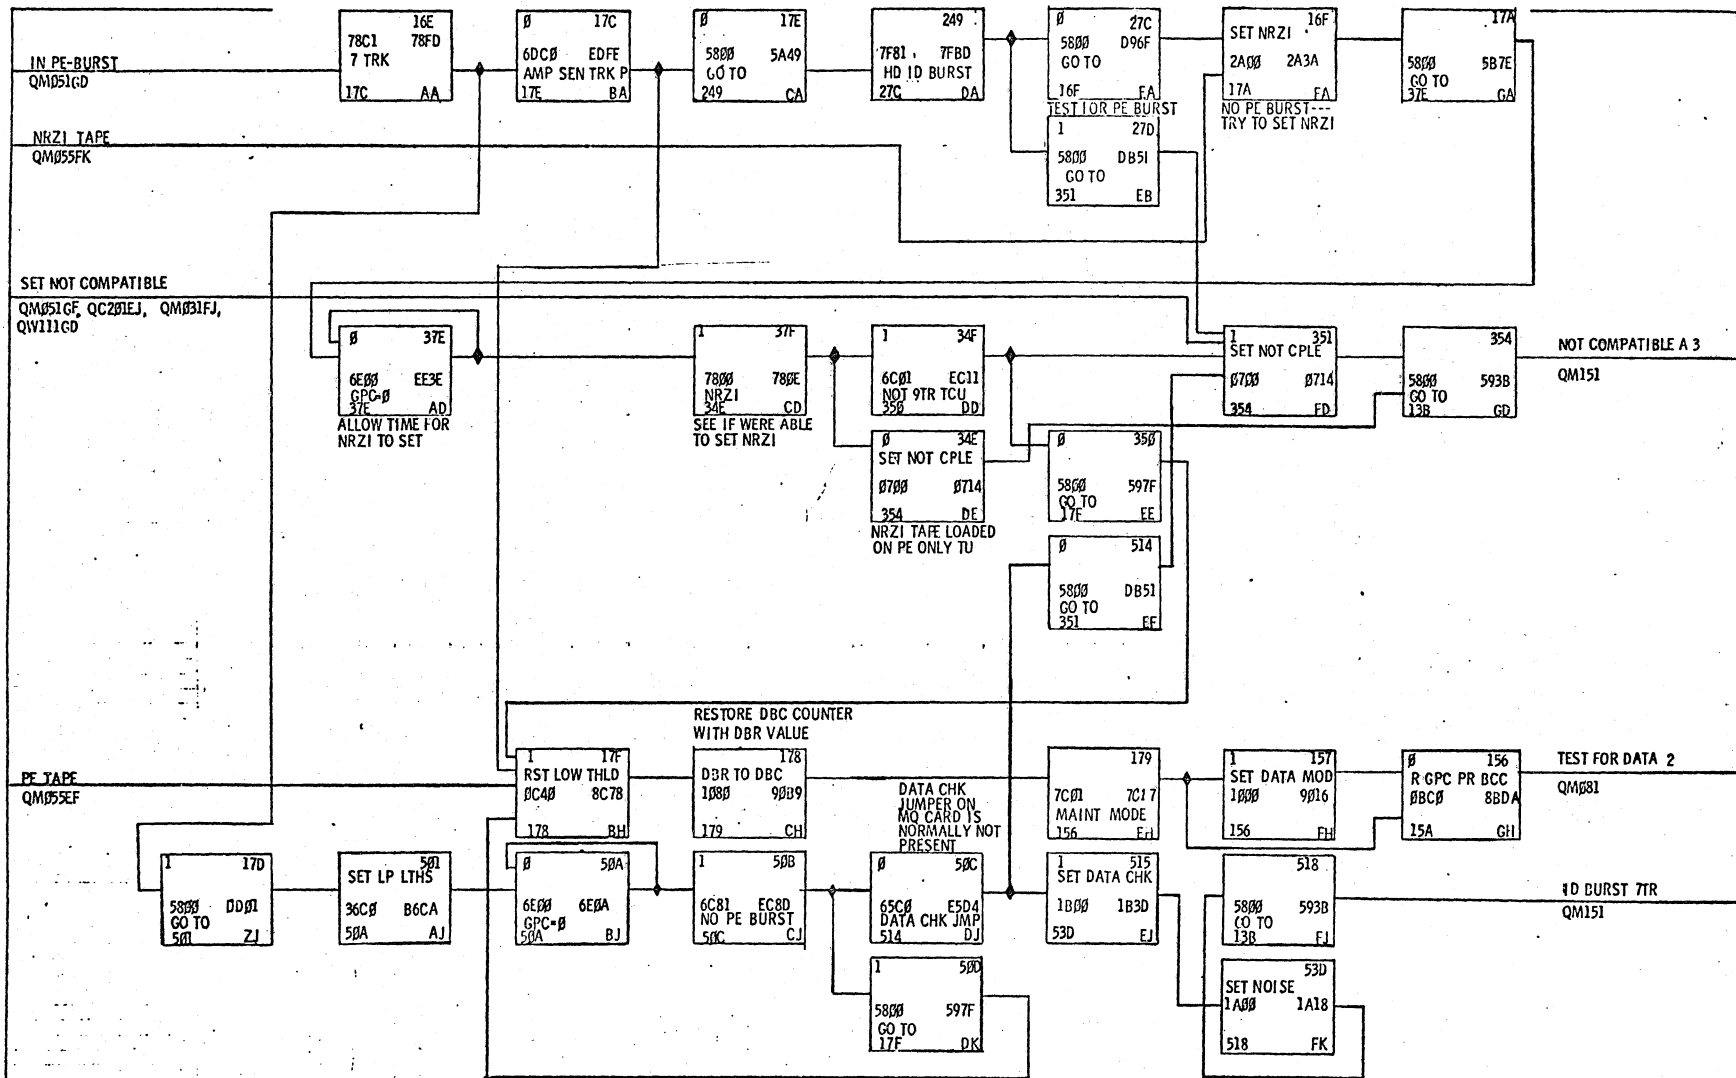 IN PE-BURST
QMØ51GD
16E
78C1 78FD
7 TRK
17C AA
Ø 17C
6DCØ EDFE
AMP SEN TRK P
17E BA
Ø 17E
58ØØ 5A49
GO TO
249 CA
249
7F81 7FBD
HD ID BURST
27C DA
Ø 27C
58ØØ D96F
GO TO
16F EA
TEST FOR PE BURST
16F
SET NRZI
2AØØ 2A3A
17A FA
NO PE BURST---
TRY TO SET NRZI
17A
58ØØ 5B7E
GO TO
37E GA
NRZI TAPE
QMØ55FK
1 27D
58ØØ DB51
GO TO
351 EB
SET NOT COMPATIBLE
QMØ51GF, QC2Ø1EJ, QMØ31FJ,
QW111GD
Ø 37E
6EØØ EE3E
GPC=Ø
37E AD
ALLOW TIME FOR
NRZI TO SET
1 37F
78ØØ 78ØE
NRZI
34E CD
SEE IF WERE ABLE
TO SET NRZI
1 34F
6CØ1 EC11
NOT 9TR TCU
35Ø DD
1 351
SET NOT CPLE
Ø7ØØ Ø714
354 FD
354
58ØØ 593B
GO TO
13B GD
NOT COMPATIBLE A 3
QM151
Ø 34E
SET NOT CPLE
Ø7ØØ Ø714
354 DE
NRZI TAPE LOADED
ON PE ONLY TU
Ø 35Ø
58ØØ 597F
GO TO
17F EE
Ø 514
58ØØ DB51
GO TO
351 EF
RESTORE DBC COUNTER
WITH DBR VALUE
PE TAPE
QMØ55EF
1 17F
RST LOW THLD
ØC4Ø 8C78
178 BH
178
DBR TO DBC
1Ø8Ø 9ØB9
179 CH
DATA CHK
JUMPER ON
MQ CARD IS
NORMALLY NOT
PRESENT
179
7CØ1 7C17
MAINT MODE
156 EH
1 157
SET DATA MOD
1ØØØ 9Ø16
156 FH
Ø 156
R GPC PR BCC
ØBCØ 8BDA
15A GH
TEST FOR DATA 2
QMØ81
1 17D
58ØØ DDØ1
GO TO
5Ø1 ZJ
5Ø1
SET LP LTHS
36CØ B6CA
5ØA AJ
Ø 5ØA
6EØØ 6EØA
GPC=Ø
5ØA BJ
1 5ØB
6C81 EC8D
NO PE BURST
5ØC CJ
Ø 5ØC
65CØ E5D4
DATA CHK JMP
514 DJ
1 515
SET DATA CHK
1BØØ 1B3D
53D EJ
518
58ØØ 593B
GO TO
13B FJ
ID BURST 7TR
QM151
1 5ØD
58ØØ 597F
GO TO
17F DK
53D
SET NOISE
1AØØ 1A18
518 FK